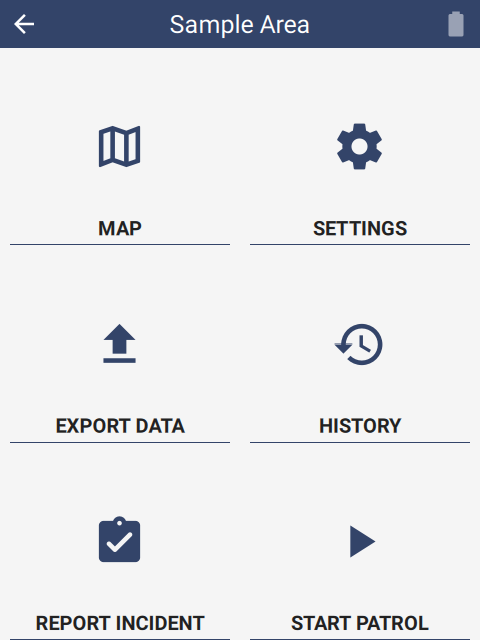 Sample Area
MAP
SETTINGS
EXPORT DATA
HISTORY
REPORT INCIDENT
START PATROL